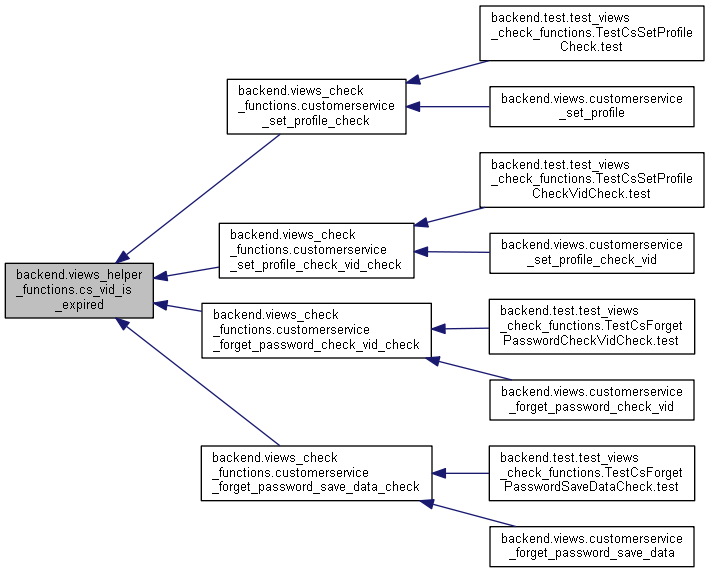 backend.views_helper
_functions.cs_vid_is
_expired
backend.views_check
_functions.customerservice
_set_profile_check
backend.test.test_views
_check_functions.TestCsSetProfile
Check.test
backend.views.customerservice
_set_profile
backend.views_check
_functions.customerservice
_set_profile_check_vid_check
backend.test.test_views
_check_functions.TestCsSetProfile
CheckVidCheck.test
backend.views.customerservice
_set_profile_check_vid
backend.views_check
_functions.customerservice
_forget_password_check_vid_check
backend.test.test_views
_check_functions.TestCsForget
PasswordCheckVidCheck.test
backend.views.customerservice
_forget_password_check_vid
backend.views_check
_functions.customerservice
_forget_password_save_data_check
backend.test.test_views
_check_functions.TestCsForget
PasswordSaveDataCheck.test
backend.views.customerservice
_forget_password_save_data